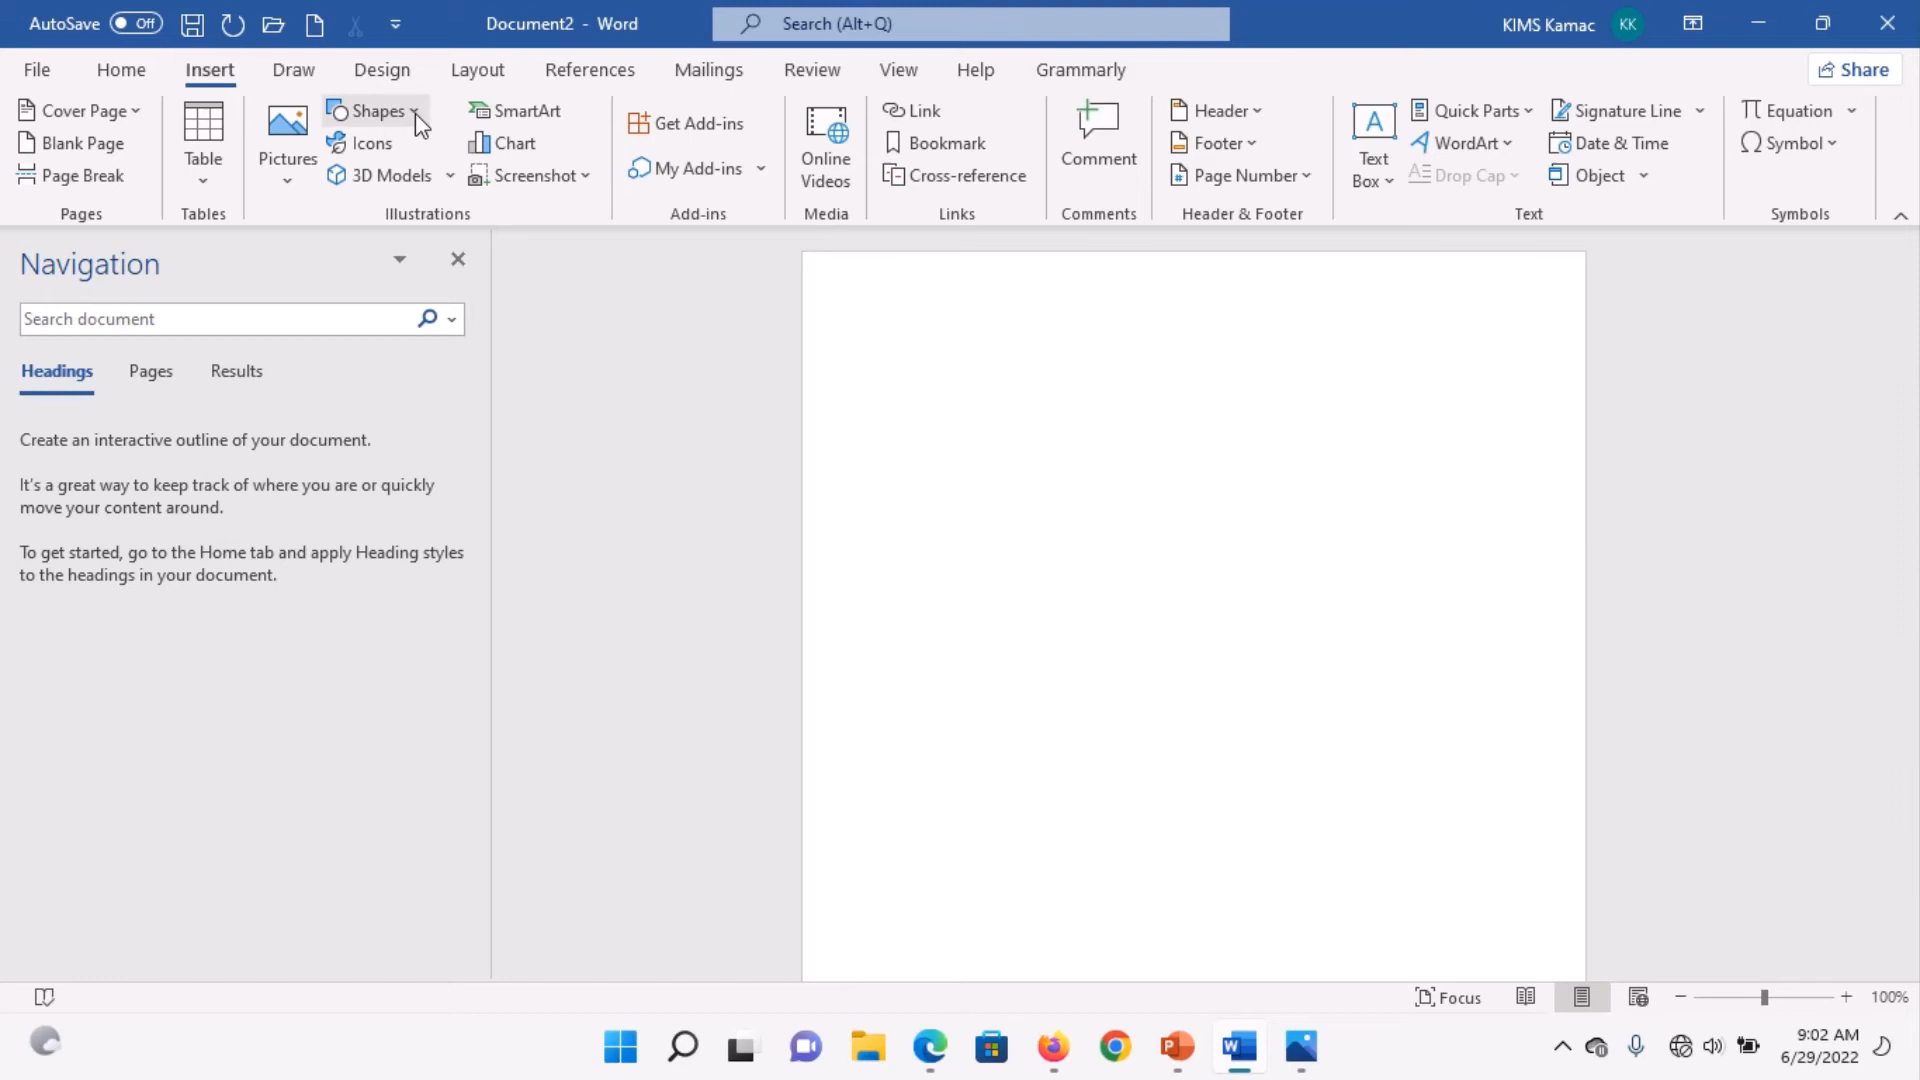 AutoSave Off Document2 - Word Search (Alt+Q) KIMS Kamac KK
File Home Insert Draw Design Layout References Mailings Review View Help Grammarly Share
Cover Page
Blank Page
Page Break
Pages
Table
Tables
Pictures
Shapes
Icons
3D Models
SmartArt
Chart
Screenshot
Illustrations
Get Add-ins
My Add-ins
Add-ins
Online
Videos
Media
Link
Bookmark
Cross-reference
Links
Comment
Comments
Header
Footer
Page Number
Header & Footer
Text
Box
Quick Parts
WordArt
Drop Cap
Signature Line
Date & Time
Object
Text
Equation
Symbol
Symbols
Navigation
Search document
Headings Pages Results
Create an interactive outline of your document.
It's a great way to keep track of where you are or quickly
move your content around.
To get started, go to the Home tab and apply Heading styles
to the headings in your document.
Focus 100%
9:02 AM
6/29/2022